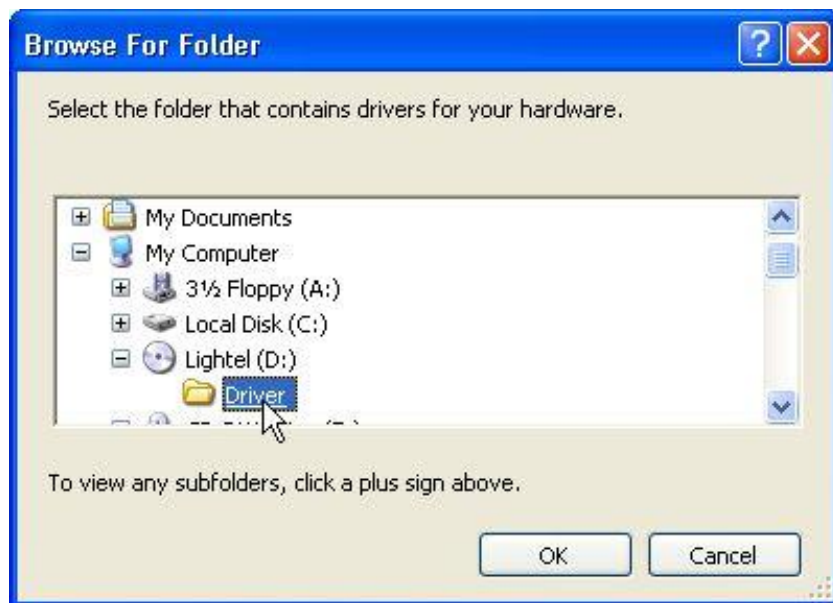 Browse For Folder
Select the folder that contains drivers for your hardware.
My Documents
My Computer
3½ Floppy (A:)
Local Disk (C:)
Lightel (D:)
Driver
To view any subfolders, click a plus sign above.
OK
Cancel